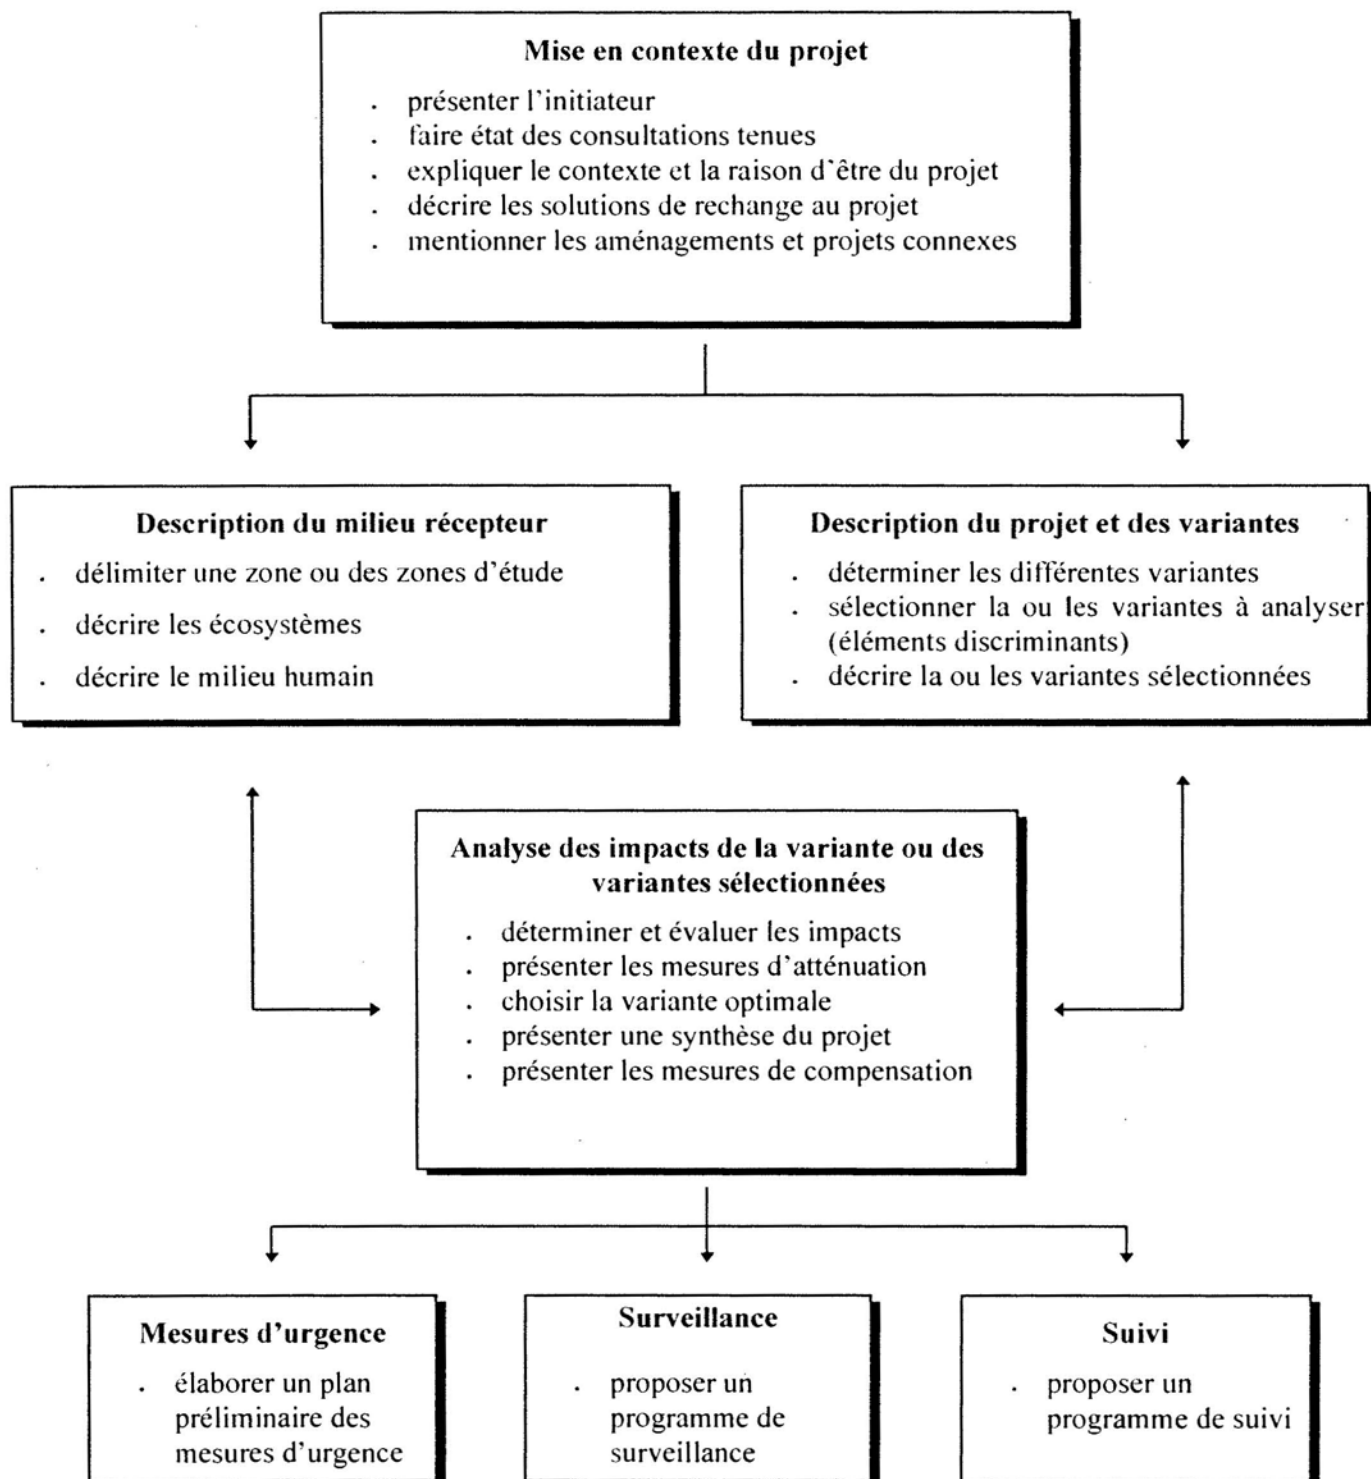 Mise en contexte du projet
. présenter l'initiateur
. faire état des consultations tenues
. expliquer le contexte et la raison d'être du projet
. décrire les solutions de rechange au projet
. mentionner les aménagements et projets connexes
Description du milieu récepteur
. délimiter une zone ou des zones d'étude
. décrire les écosystèmes
. décrire le milieu humain
Description du projet et des variantes
. déterminer les différentes variantes
. sélectionner la ou les variantes à analyser
(éléments discriminants)
. décrire la ou les variantes sélectionnées
Analyse des impacts de la variante ou des
variantes sélectionnées
. déterminer et évaluer les impacts
. présenter les mesures d'atténuation
. choisir la variante optimale
. présenter une synthèse du projet
. présenter les mesures de compensation
Mesures d'urgence
. élaborer un plan
préliminaire des
mesures d'urgence
Surveillance
. proposer un
programme de
surveillance
Suivi
. proposer un
programme de suivi